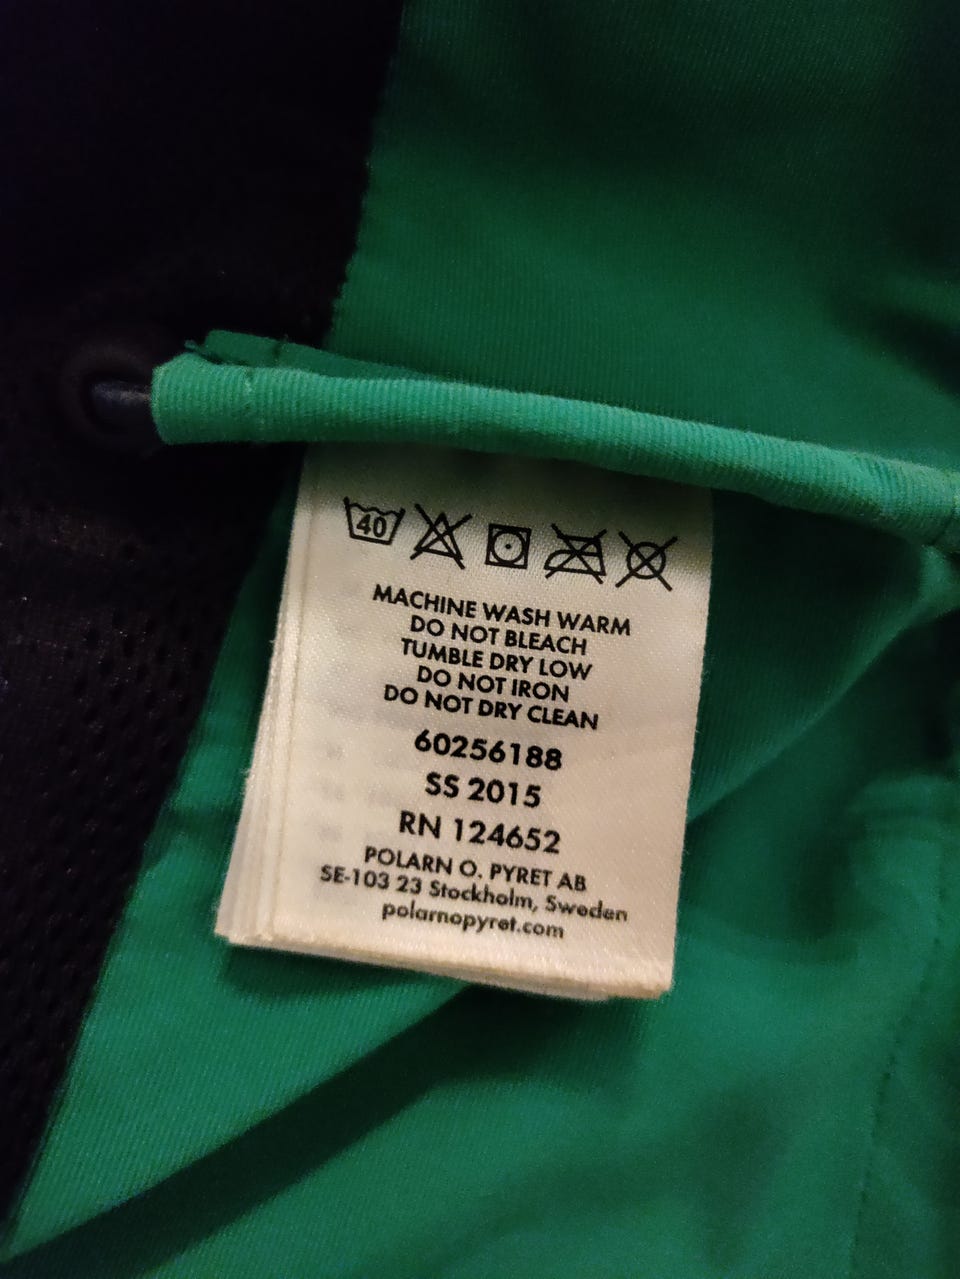 40
MACHINE WASH WARM
DO NOT BLEACH
TUMBLE DRY LOW
DO NOT IRON
DO NOT DRY CLEAN
60256188
SS 2015
RN 124652
POLARN O. PYRET AB
SE-103 23 Stockholm, Sweden
polarnopyret.com